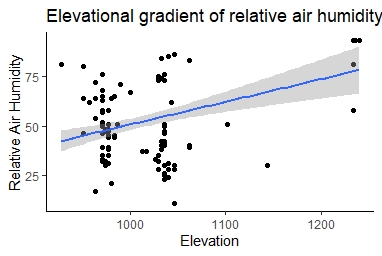 Elevational gradient of relative air humidity
Relative Air Humidity
75
50
25
1000
1100
1200
Elevation